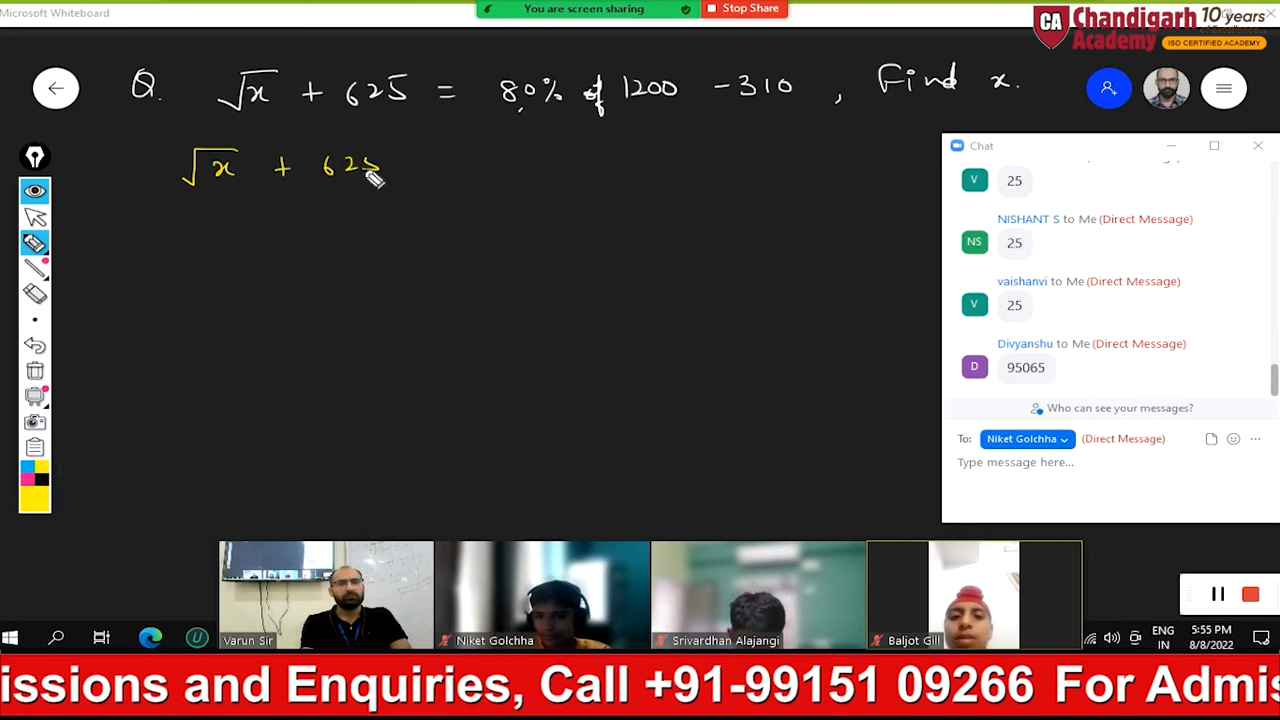 Microsoft Whiteboard
You are screen sharing
Stop Share
CA Chandigarh Academy
10 years
ISO CERTIFIED ACADEMY
Q. √x + 625 = 80% of 1200 - 310 , Find x.
√x + 625
Chat
V
25
NISHANT S to Me (Direct Message)
NS
25
vaishanvi to Me (Direct Message)
V
25
Divyanshu to Me (Direct Message)
D
95065
Who can see your messages?
To: Niket Golchha (Direct Message)
Type message here...
Varun Sir
Niket Golchha
Srivardhan Alajangi
Baljot Gill
ENG
IN
5:55 PM
8/8/2022
issions and Enquiries, Call +91-99151 09266 For Admis